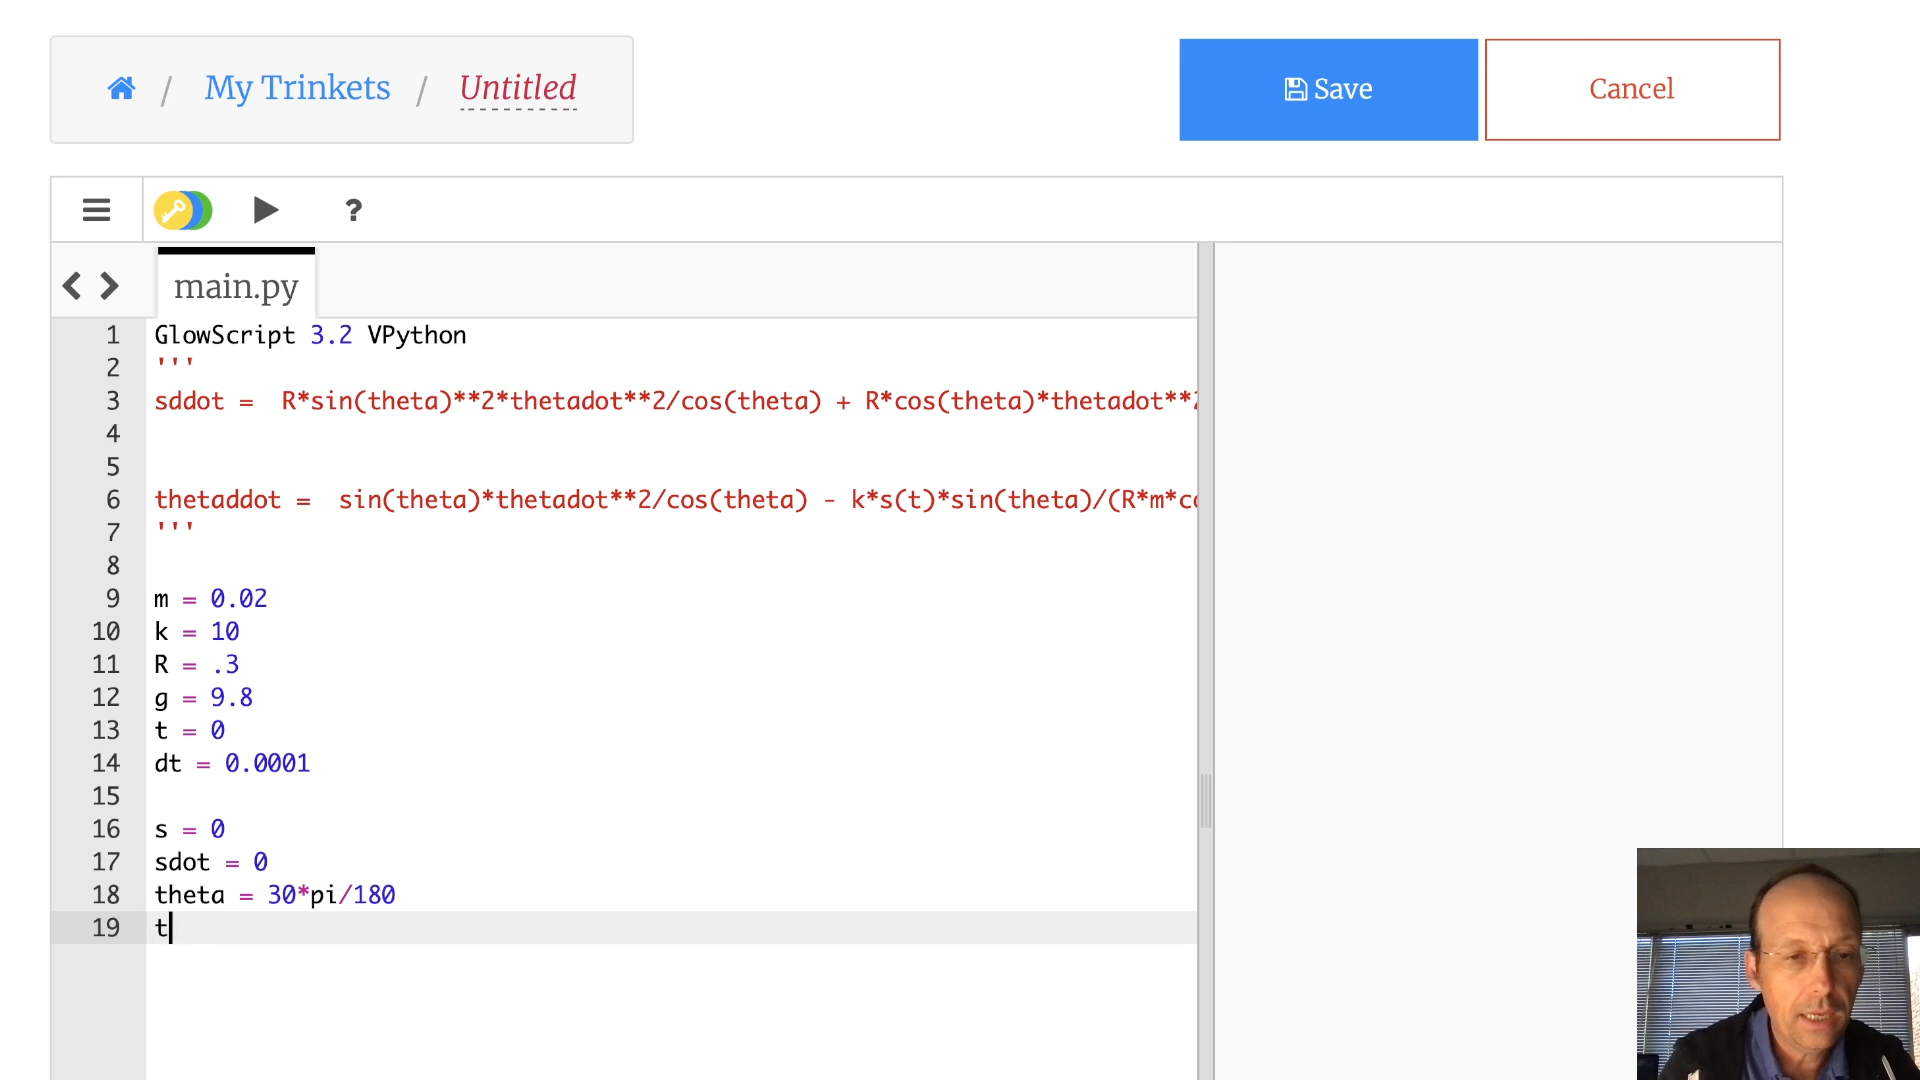 / My Trinkets / Untitled
Save
Cancel
?
main.py
1 GlowScript 3.2 VPython
2 '''
3 sddot =  R*sin(theta)**2*thetadot**2/cos(theta) + R*cos(theta)*thetadot**2
4
5
6 thetaddot =  sin(theta)*thetadot**2/cos(theta) - k*s(t)*sin(theta)/(R*m*co
7 '''
8
9 m = 0.02
10 k = 10
11 R = .3
12 g = 9.8
13 t = 0
14 dt = 0.0001
15
16 s = 0
17 sdot = 0
18 theta = 30*pi/180
19 t